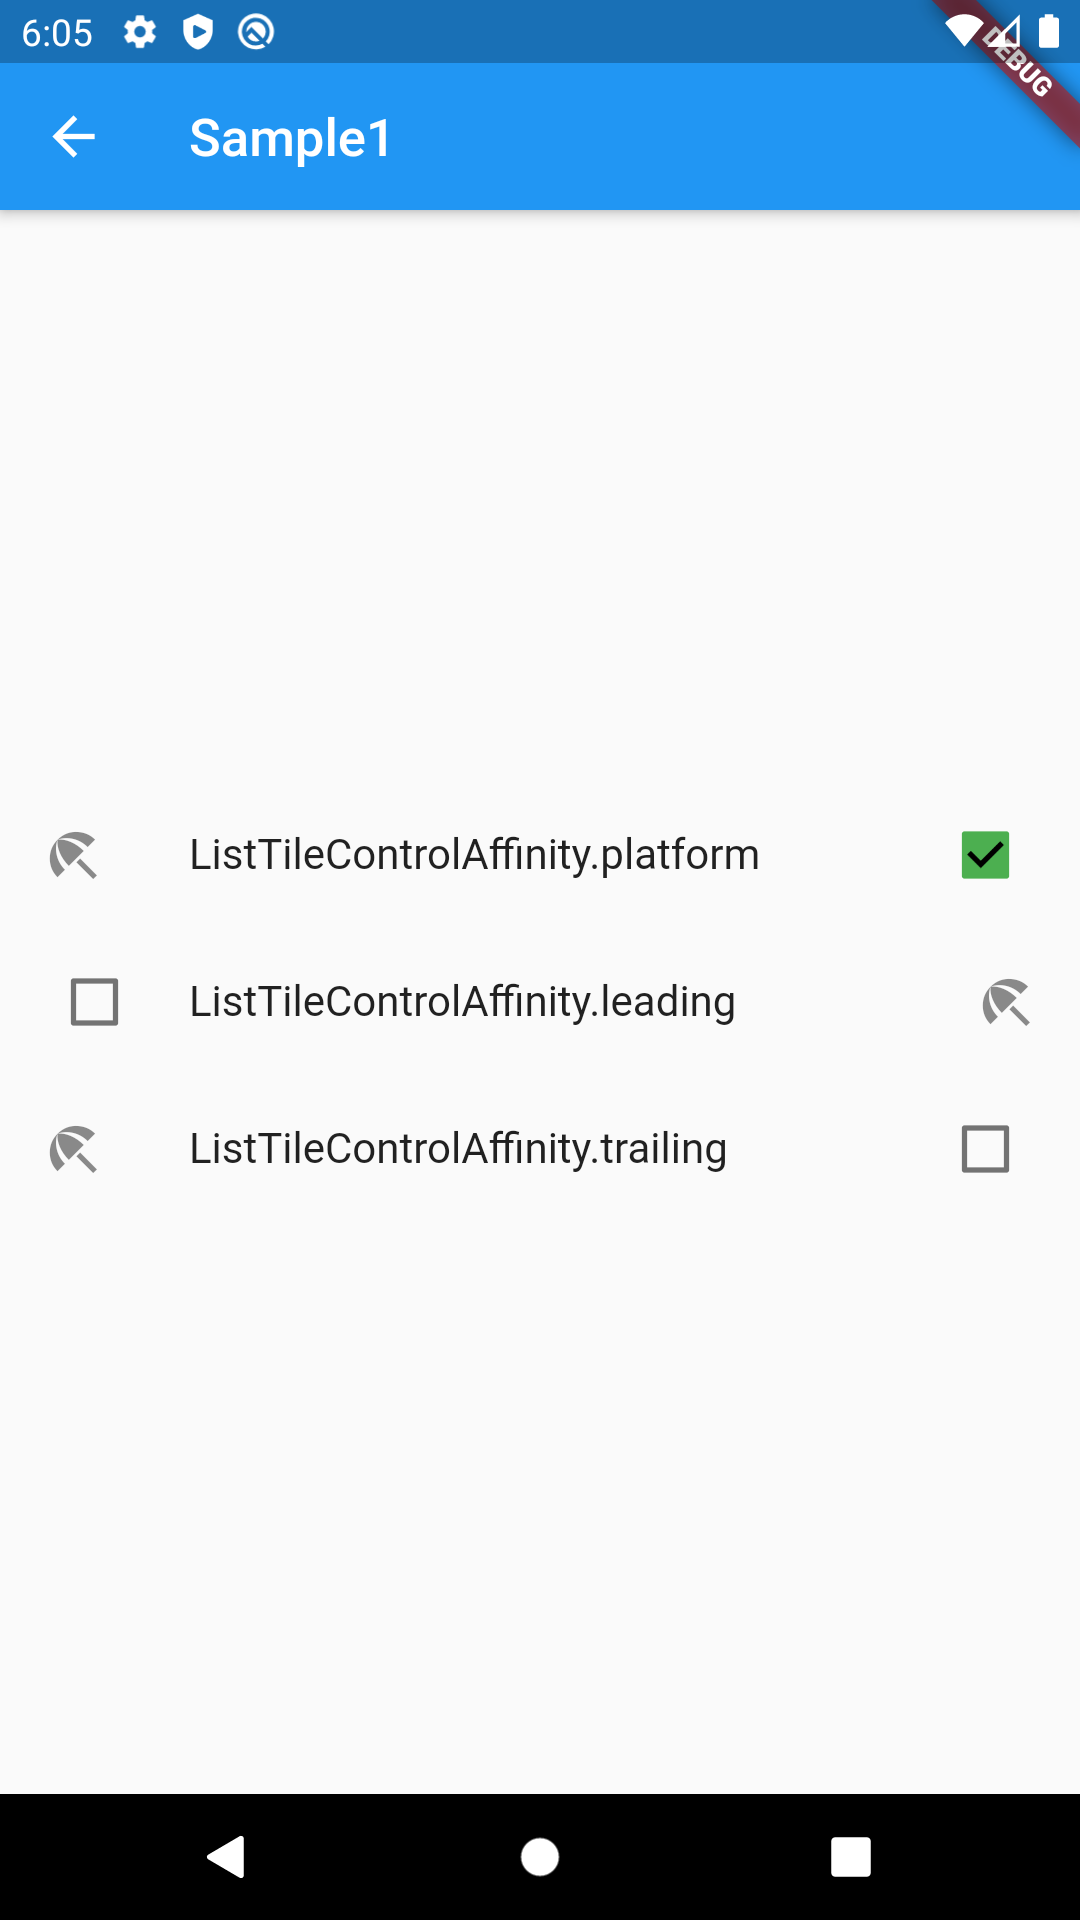 6:05
DEBUG
Sample1
ListTileControlAffinity.platform
ListTileControlAffinity.leading
ListTileControlAffinity.trailing